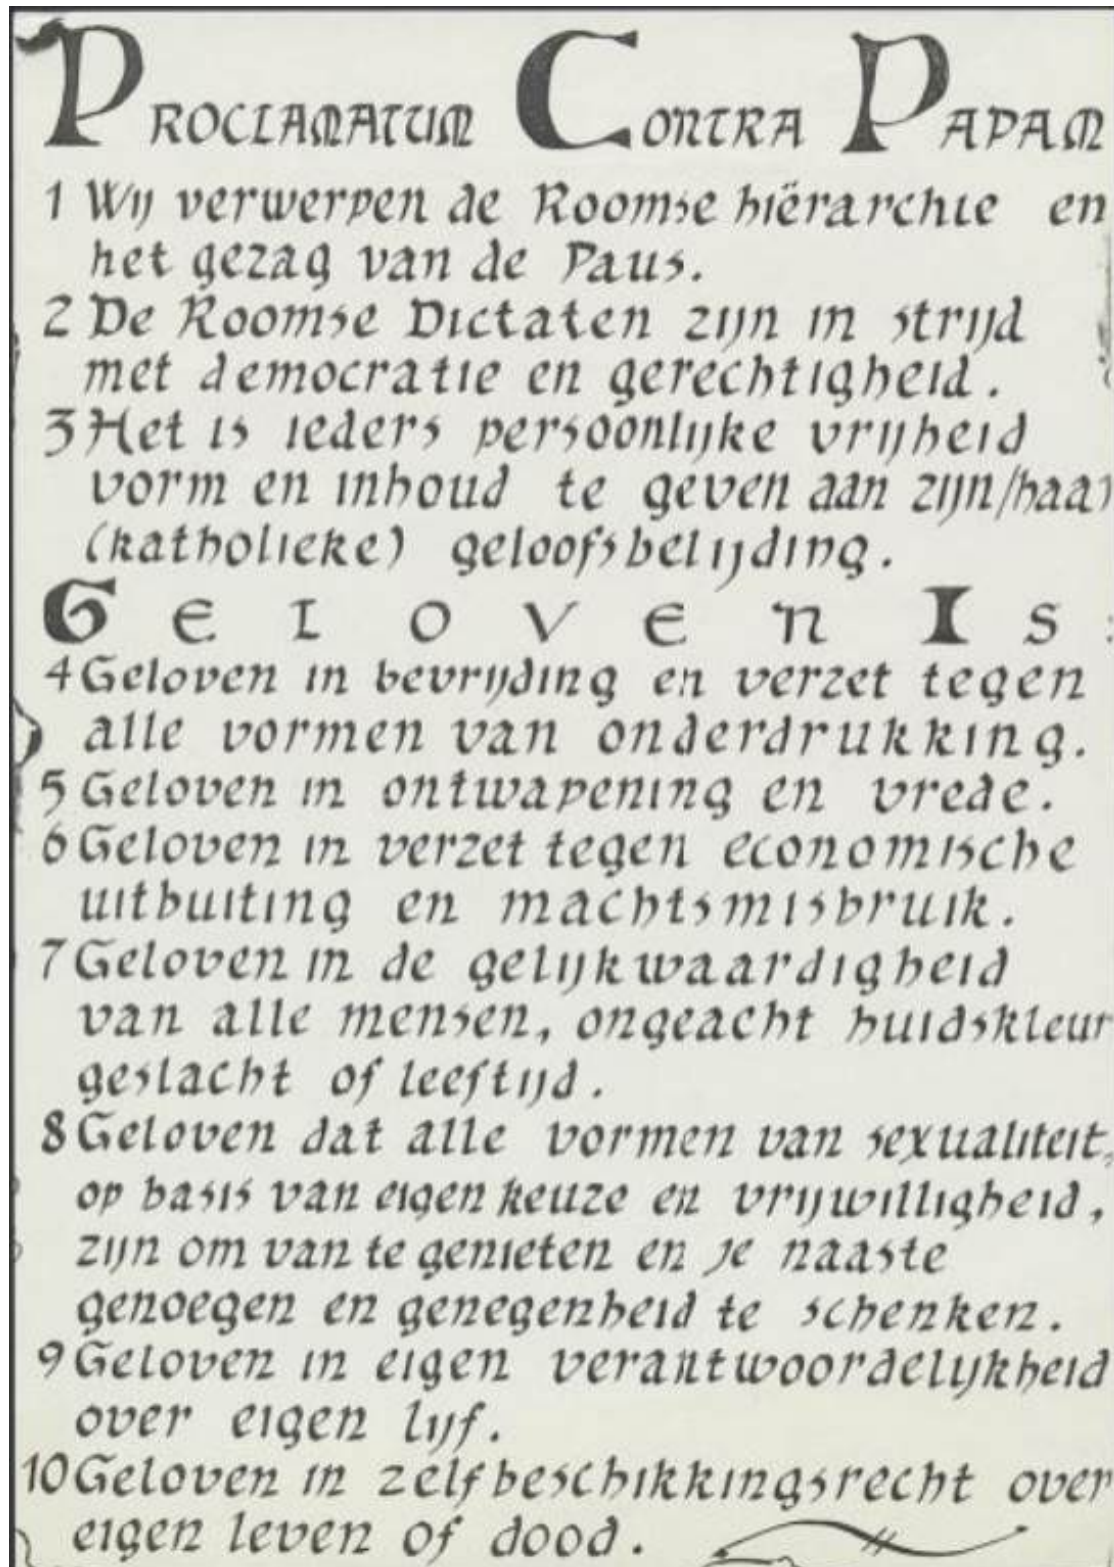 PROCLAMATUM CONTRA PAPAM
1 Wij verwerpen de Roomse hiërarchie en
het gezag van de Paus.
2 De Roomse Dictaten zijn in strijd
met democratie en gerechtigheid.
3 Het is ieders persoonlijke vrijheid
vorm en inhoud te geven aan zijn/haar
(katholieke) geloofsbelijding.
GELOVEN IS:
4 Geloven in bevrijding en verzet tegen
alle vormen van onderdrukking.
5 Geloven in ontwapening en vrede.
6 Geloven in verzet tegen economische
uitbuiting en machtsmisbruik.
7 Geloven in de gelijkwaardigheid
van alle mensen, ongeacht huidskleur
geslacht of leeftijd.
8 Geloven dat alle vormen van sexualiteit,
op basis van eigen keuze en vrijwilligheid,
zijn om van te genieten en je naaste
genoegen en genegenheid te schenken.
9 Geloven in eigen verantwoordelijkheid
over eigen lijf.
10 Geloven in zelfbeschikkingsrecht over
eigen leven of dood.